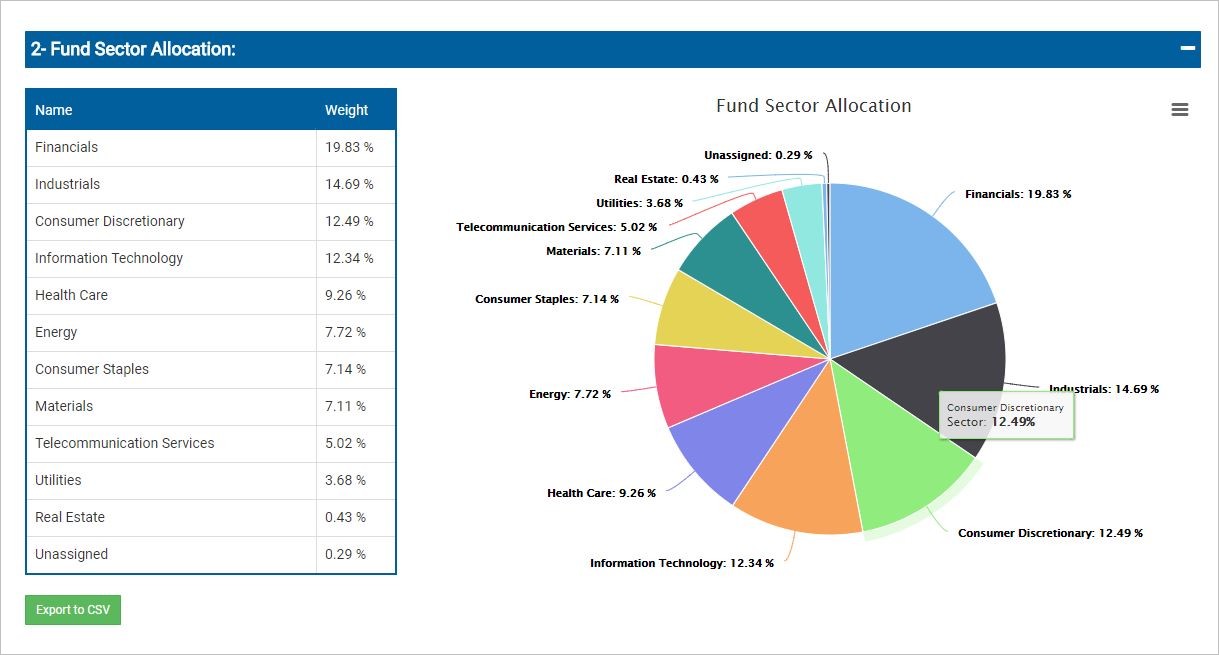 2- Fund Sector Allocation:
Name Weight
Financials 19.83 %
Industrials 14.69 %
Consumer Discretionary 12.49 %
Information Technology 12.34 %
Health Care 9.26 %
Energy 7.72 %
Consumer Staples 7.14 %
Materials 7.11 %
Telecommunication Services 5.02 %
Utilities 3.68 %
Real Estate 0.43 %
Unassigned 0.29 %
Export to CSV
Fund Sector Allocation
Unassigned: 0.29 %
Real Estate: 0.43 %
Utilities: 3.68 %
Telecommunication Services: 5.02 %
Materials: 7.11 %
Consumer Staples: 7.14 %
Energy: 7.72 %
Health Care: 9.26 %
Information Technology: 12.34 %
Financials: 19.83 %
Industrials: 14.69 %
Consumer Discretionary
Sector: 12.49%
Consumer Discretionary: 12.49 %